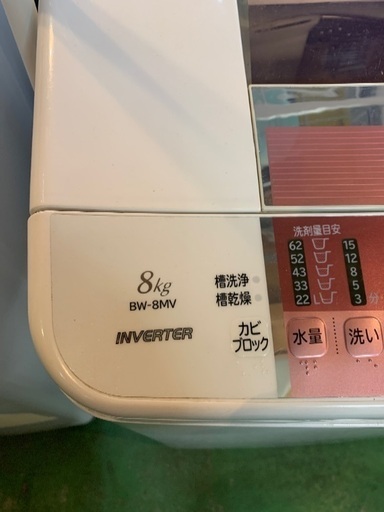 8kg
BW-8MV
INVERTER
槽洗浄
槽乾燥
カビ
ブロック
洗剤量目安
62 15
52 12
43 8
33 5
22 L 3 分
水量 洗い